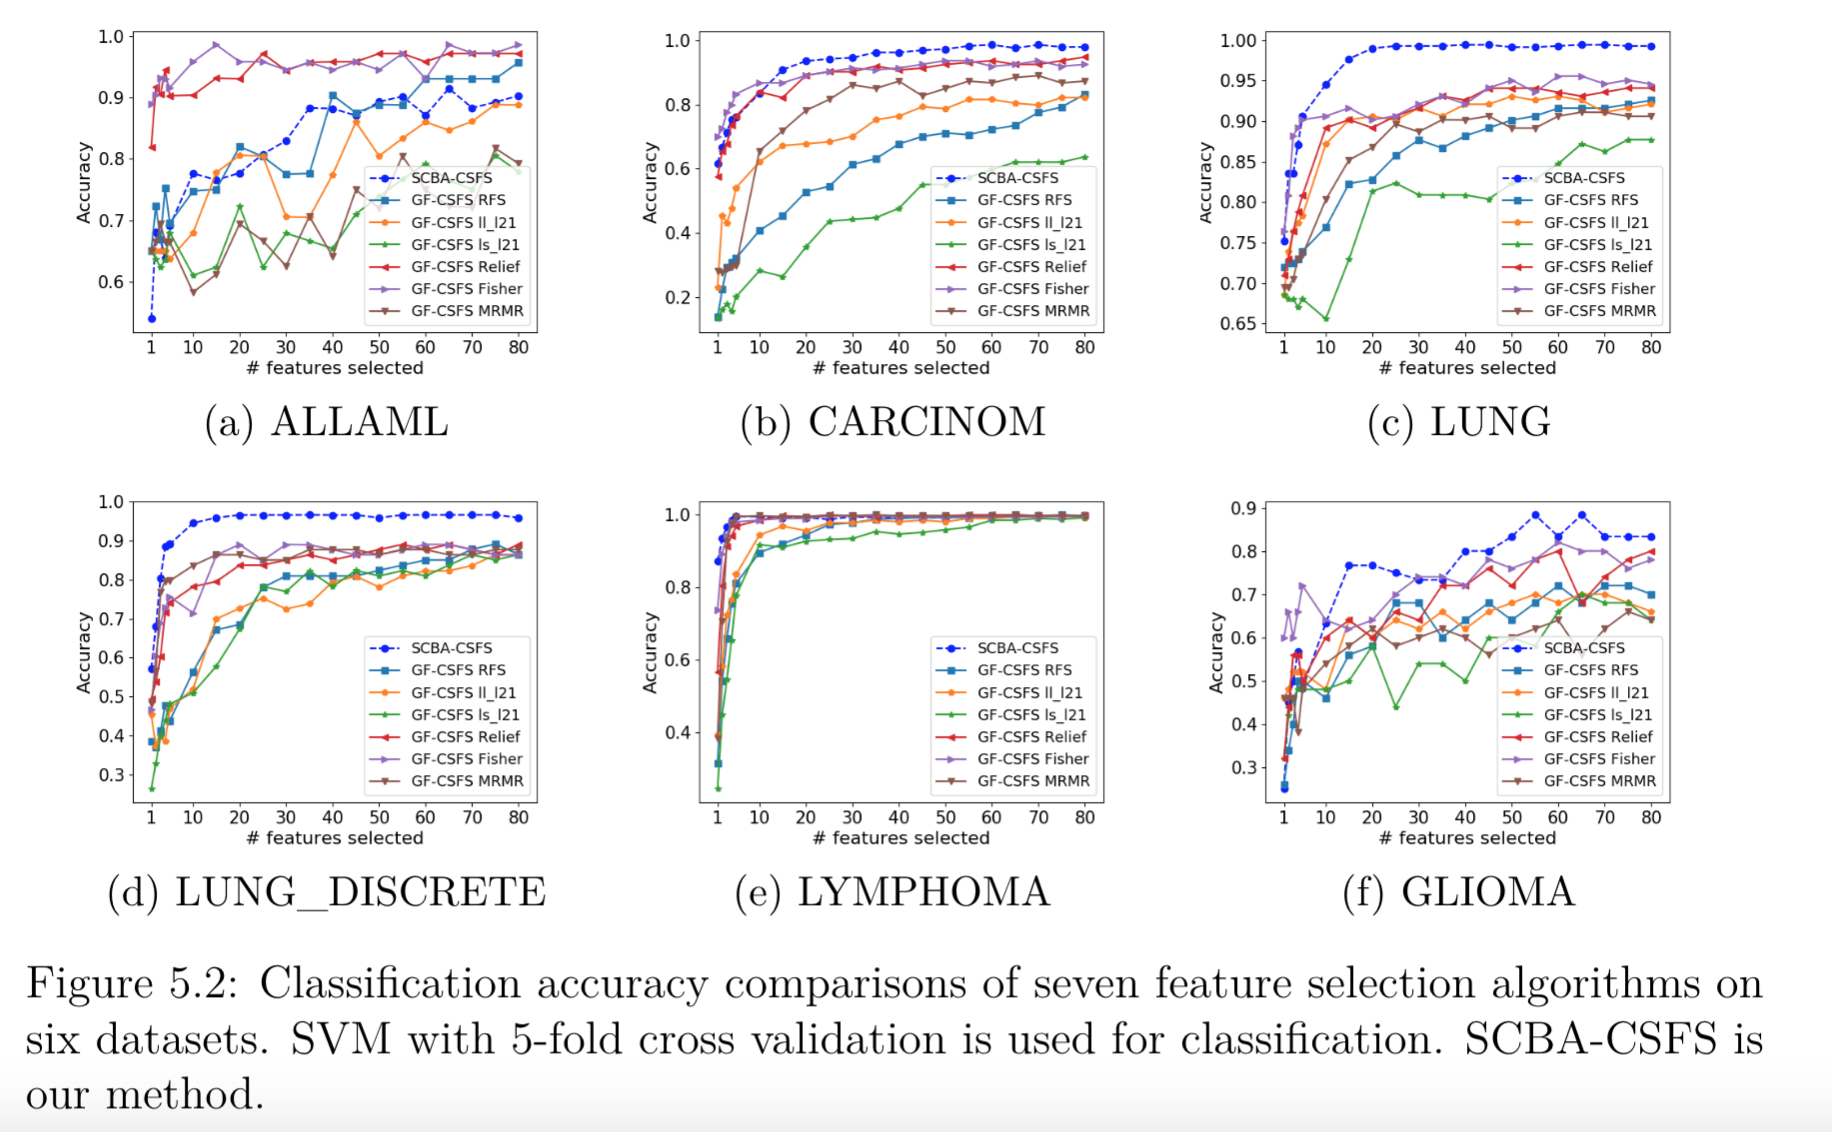 1.0
0.9
0.8
0.7
0.6
Accuracy
SCBA-CSFS
GF-CSFS RFS
GF-CSFS ll_l21
GF-CSFS ls_l21
GF-CSFS Relief
GF-CSFS Fisher
GF-CSFS MRMR
1 10 20 30 40 50 60 70 80
# features selected
(a) ALLAML
1.0
0.8
0.6
0.4
0.2
Accuracy
SCBA-CSFS
GF-CSFS RFS
GF-CSFS ll_l21
GF-CSFS ls_l21
GF-CSFS Relief
GF-CSFS Fisher
GF-CSFS MRMR
1 10 20 30 40 50 60 70 80
# features selected
(b) CARCINOM
1.00
0.95
0.90
0.85
0.80
0.75
0.70
0.65
Accuracy
SCBA-CSFS
GF-CSFS RFS
GF-CSFS ll_l21
GF-CSFS ls_l21
GF-CSFS Relief
GF-CSFS Fisher
GF-CSFS MRMR
1 10 20 30 40 50 60 70 80
# features selected
(c) LUNG
1.0
0.9
0.8
0.7
0.6
0.5
0.4
0.3
Accuracy
SCBA-CSFS
GF-CSFS RFS
GF-CSFS ll_l21
GF-CSFS ls_l21
GF-CSFS Relief
GF-CSFS Fisher
GF-CSFS MRMR
1 10 20 30 40 50 60 70 80
# features selected
(d) LUNG_DISCRETE
1.0
0.8
0.6
0.4
Accuracy
SCBA-CSFS
GF-CSFS RFS
GF-CSFS ll_l21
GF-CSFS ls_l21
GF-CSFS Relief
GF-CSFS Fisher
GF-CSFS MRMR
1 10 20 30 40 50 60 70 80
# features selected
(e) LYMPHOMA
0.9
0.8
0.7
0.6
0.5
0.4
0.3
Accuracy
SCBA-CSFS
GF-CSFS RFS
GF-CSFS ll_l21
GF-CSFS ls_l21
GF-CSFS Relief
GF-CSFS Fisher
GF-CSFS MRMR
1 10 20 30 40 50 60 70 80
# features selected
(f) GLIOMA
Figure 5.2: Classification accuracy comparisons of seven feature selection algorithms on
six datasets. SVM with 5-fold cross validation is used for classification. SCBA-CSFS is
our method.